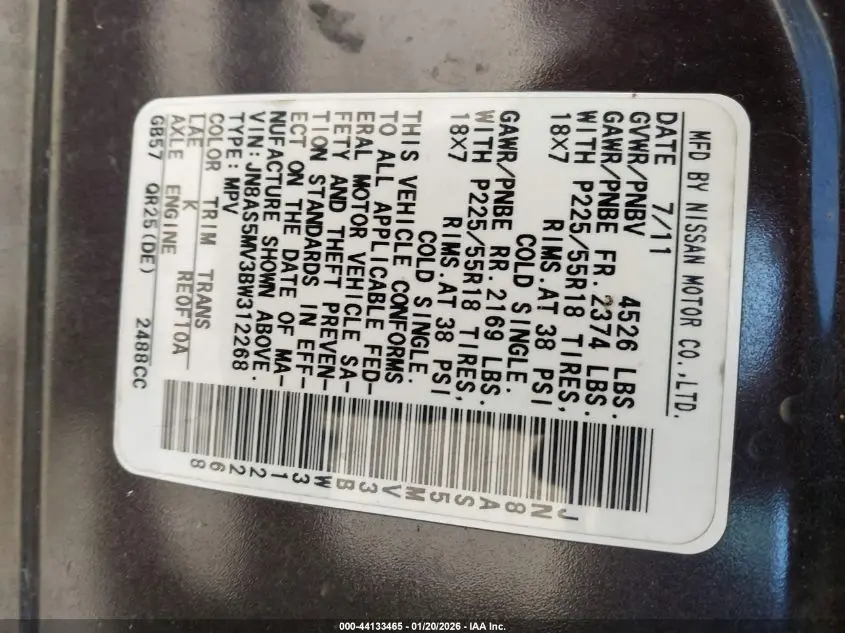 MFD BY NISSAN MOTOR CO.,LTD.
DATE 7/11
GVWR/PNBV 4526 LBS.
GAWR/PNBE FR.2374 LBS.
WITH P225/55R18 TIRES,
18X7 RIMS.AT 38 PSI
COLD SINGLE.
GAWR/PNBE RR.2169 LBS.
WITH P225/55R18 TIRES,
18X7 RIMS.AT 38 PSI
COLD SINGLE.
THIS VEHICLE CONFORMS
TO ALL APPLICABLE FED-
ERAL MOTOR VEHICLE SA-
FETY AND THEFT PREVEN-
TION STANDARDS IN EFF-
ECT ON THE DATE OF MA-
NUFACTURE SHOWN ABOVE.
VIN:JN8AS5MV3BW312268
TYPE:MPV
COLOR TRIM TRANS
LAE K RE0F10A
AXLE ENGINE
GB57 QR25(DE) 2488CC
JN8AS5MV3BW312268
000-44133465 - 01/20/2026 - IAA Inc.